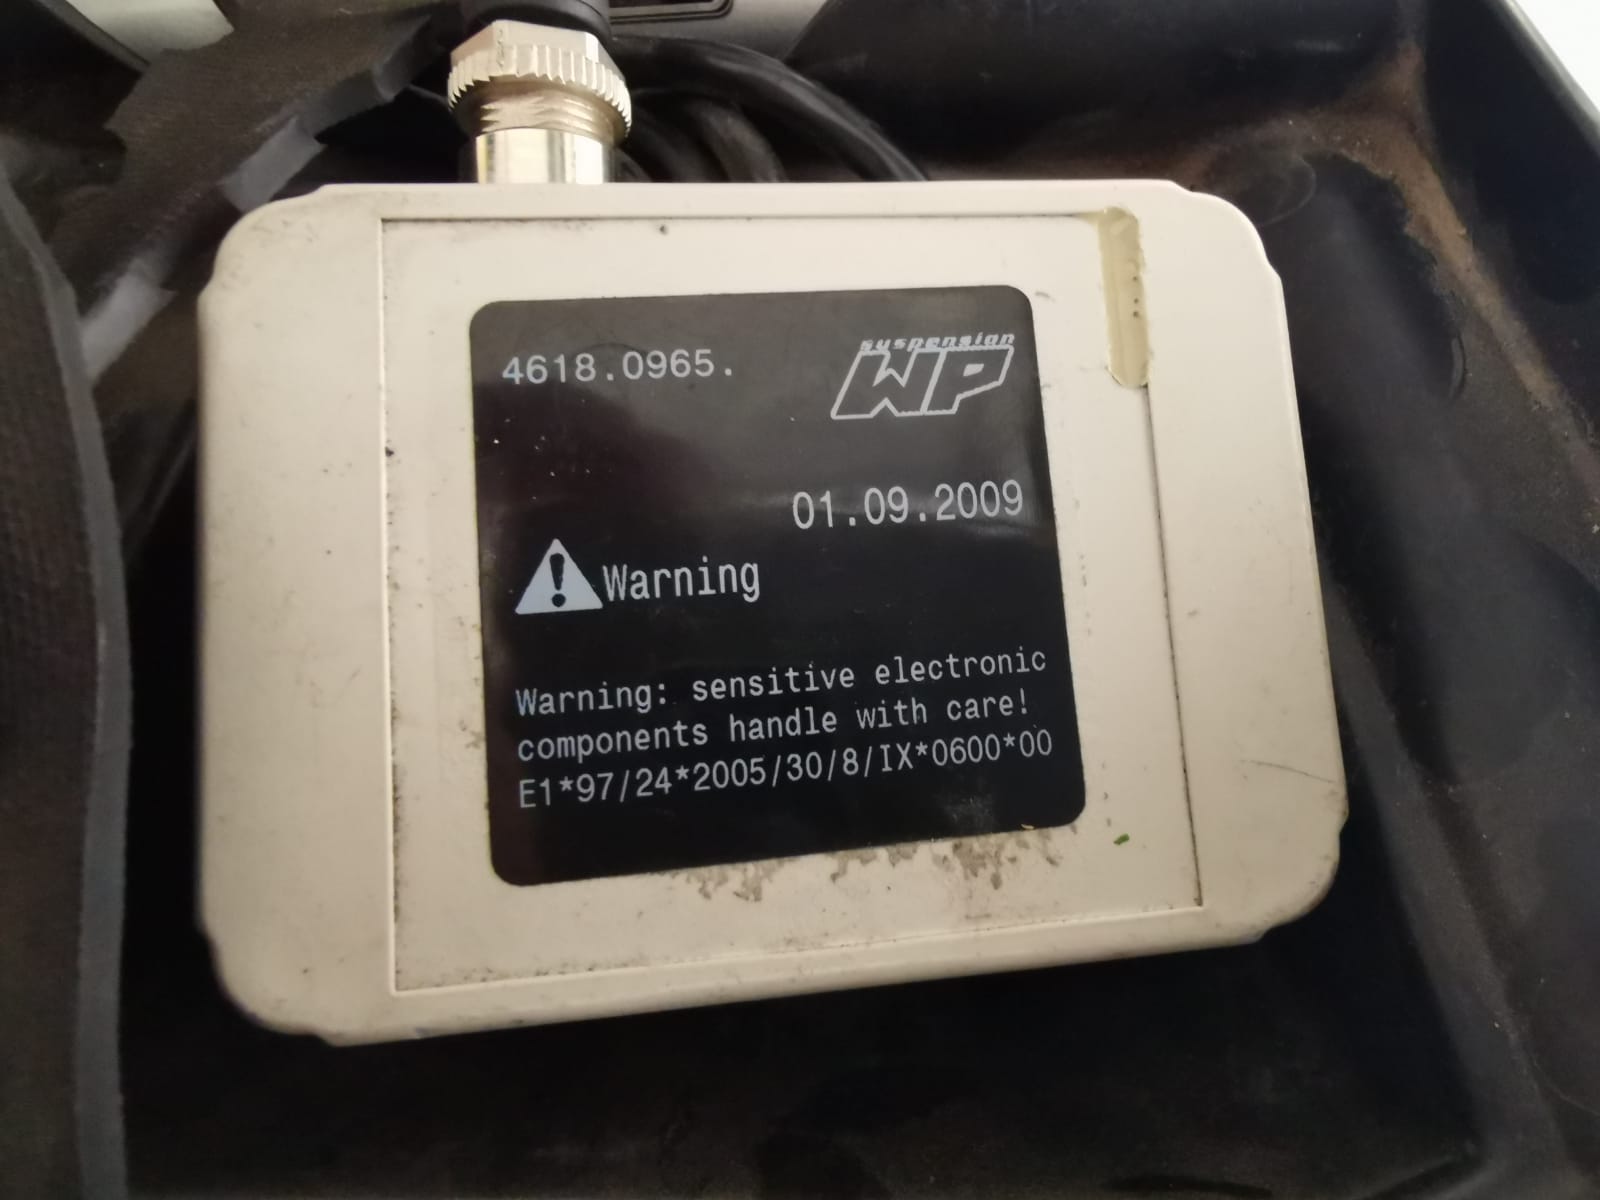 4618.0965.
suspension
WP
01.09.2009
Warning
Warning: sensitive electronic
components handle with care!
E1*97/24*2005/30/8/IX*0600*00